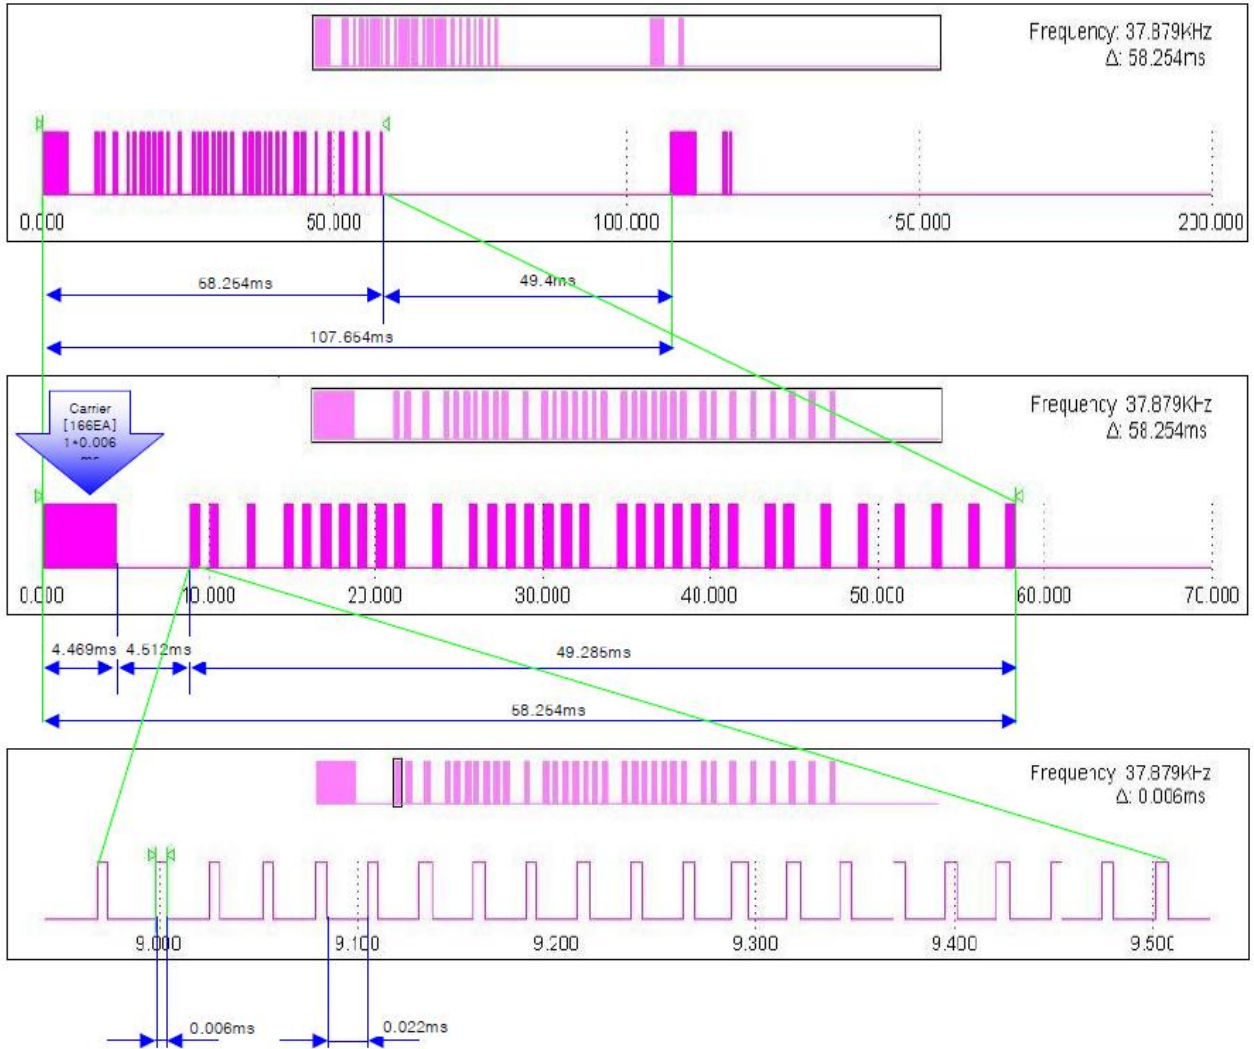 Frequency: 37.879KHz
Δ: 58.254ms
0.000 50.000 100.000 150.000 200.000
58.254ms 49.4ms
107.654ms
Carrier
[166EA]
1*0.006
Frequency 37.879KHz
Δ: 58.254ms
0.000 10.000 20.000 30.000 40.000 50.000 60.000 70.000
4.469ms 4.512ms 49.285ms
58.254ms
Frequency 37.879KHz
Δ: 0.006ms
9.000 9.100 9.200 9.300 9.400 9.500
0.006ms 0.022ms